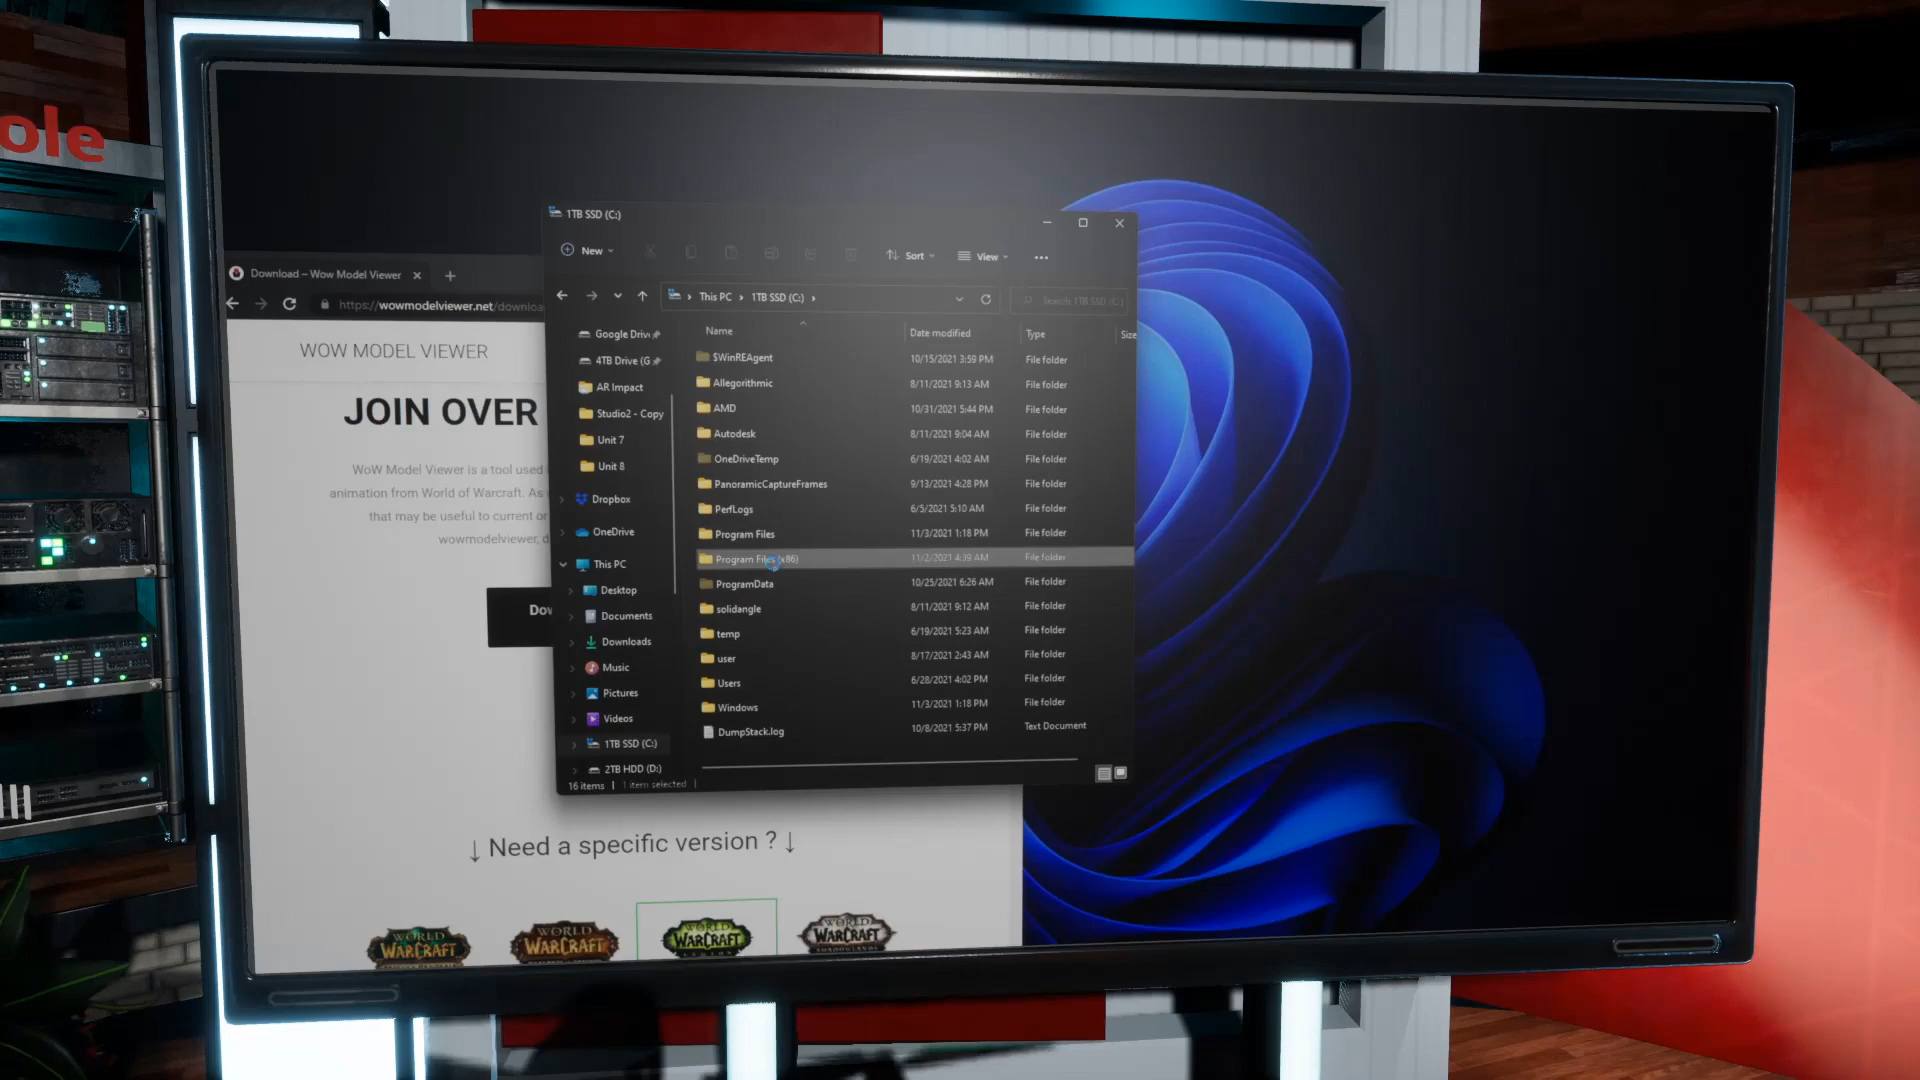 ole
1TB SSD (C:)
New
Sort
View
Download – Wow Model Viewer
https://wowmodelviewer.net/downloa
This PC
1TB SSD (C:)
Search 1TB SSD (C:)
WOW MODEL VIEWER
JOIN OVER
WoW Model Viewer is a tool used
animation from World of Warcraft. As
that may be useful to current or
wowmodelviewer, d
Dow
Google Driv
4TB Drive (G
AR Impact
Studio2 - Copy
Unit 7
Unit 8
Dropbox
OneDrive
This PC
Desktop
Documents
Downloads
Music
Pictures
Videos
1TB SSD (C:)
2TB HDD (D:)
Name Date modified Type Size
$WinREAgent 10/15/2021 3:59 PM File folder
Allegorithmic 8/11/2021 9:13 AM File folder
AMD 10/31/2021 5:44 PM File folder
Autodesk 8/11/2021 9:04 AM File folder
OneDriveTemp 6/19/2021 4:02 AM File folder
PanoramicCaptureFrames 9/13/2021 4:28 PM File folder
PerfLogs 6/5/2021 5:10 AM File folder
Program Files 11/3/2021 1:18 PM File folder
Program Files (x86) 11/2/2021 4:39 AM File folder
ProgramData 10/25/2021 6:26 AM File folder
solidangle 8/11/2021 9:12 AM File folder
temp 6/19/2021 5:23 AM File folder
user 8/17/2021 2:43 AM File folder
Users 6/28/2021 4:02 PM File folder
Windows 11/3/2021 1:18 PM File folder
DumpStack.log 10/8/2021 5:37 PM Text Document
16 items 1 item selected
↓ Need a specific version ? ↓
WORLD
WARCRAFT
WORLD
WARCRAFT
WORLD
WARCRAFT
LEGION
WORLD
WARCRAFT
SHADOWLANDS